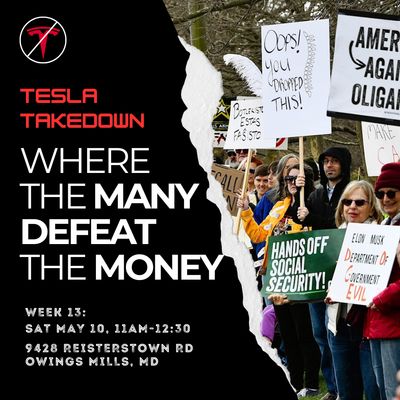 TESLA
TAKEDOWN
WHERE
THE MANY
DEFEAT
THE MONEY
WEEK 13:
SAT MAY 10, 11AM-12:30
9428 REISTERSTOWN RD
OWINGS MILLS, MD
OOPS!
YOU
DROPPED
THIS!
AMER
AGAI
OLIGAR
MAKE
HANDS OFF
SOCIAL
SECURITY!
ELON MUSK
DEPARTMENT OF
GOVERNMENT
EVIL